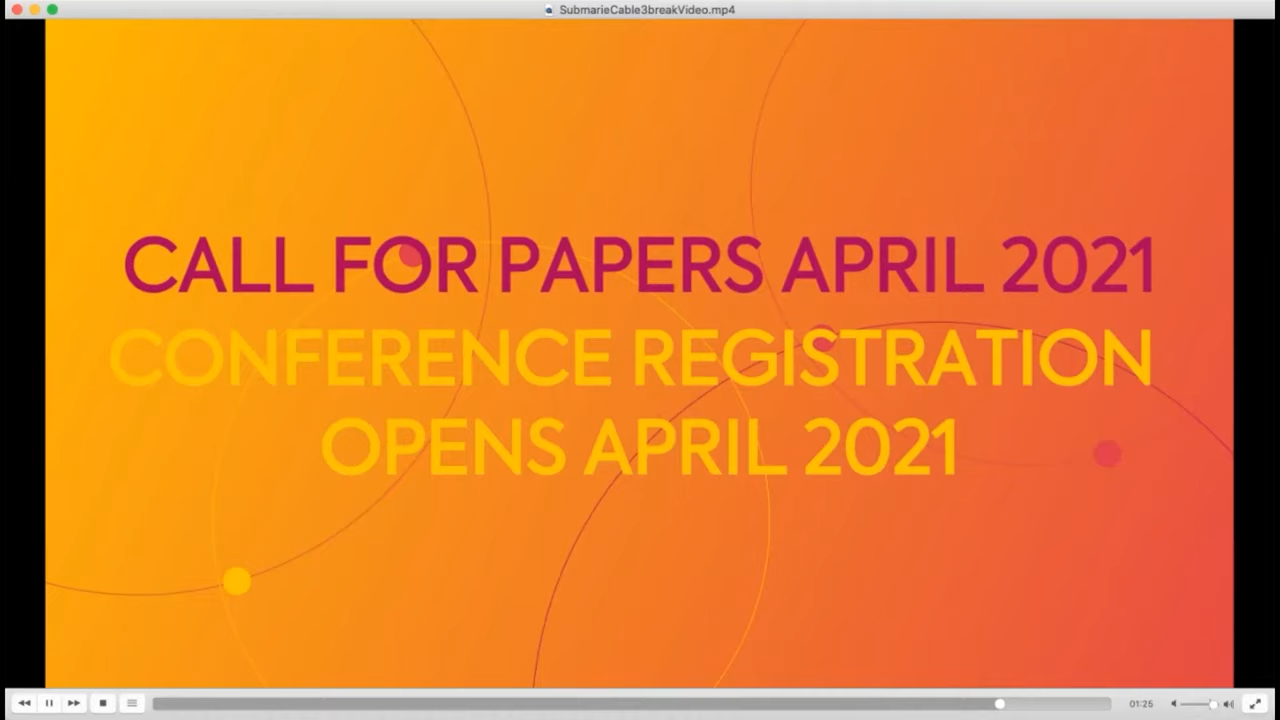 SubmarieCable3breakVideo.mp4
CALL FOR PAPERS APRIL 2021
CONFERENCE REGISTRATION
OPENS APRIL 2021
01:25